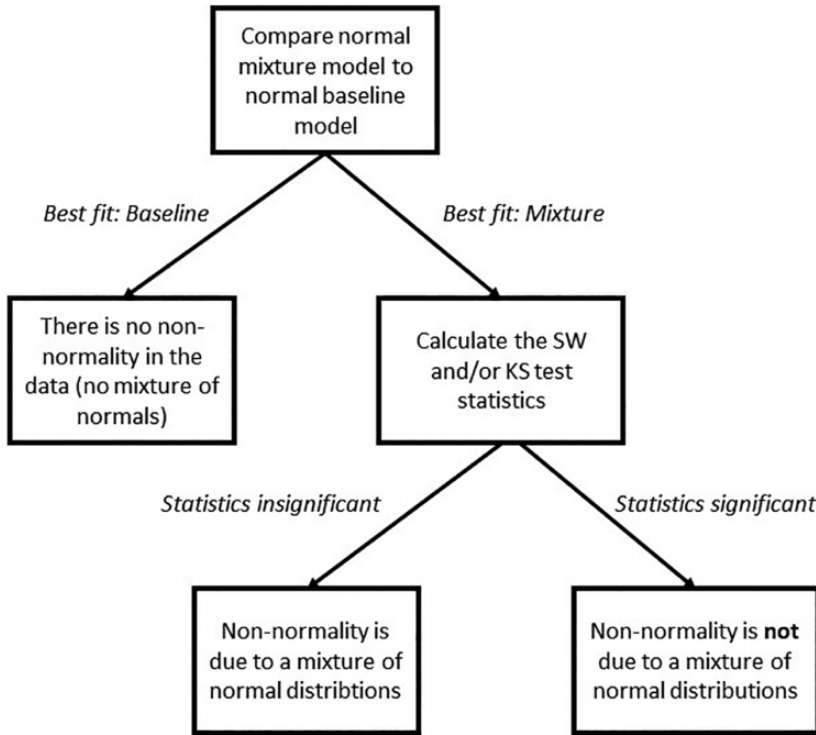 Compare normal
mixture model to
normal baseline
model
Best fit: Baseline
Best fit: Mixture
There is no non-
normality in the
data (no mixture of
normals)
Calculate the SW
and/or KS test
statistics
Statistics insignificant
Statistics significant
Non-normality is
due to a mixture of
normal distribtions
Non-normality is not
due to a mixture of
normal distributions